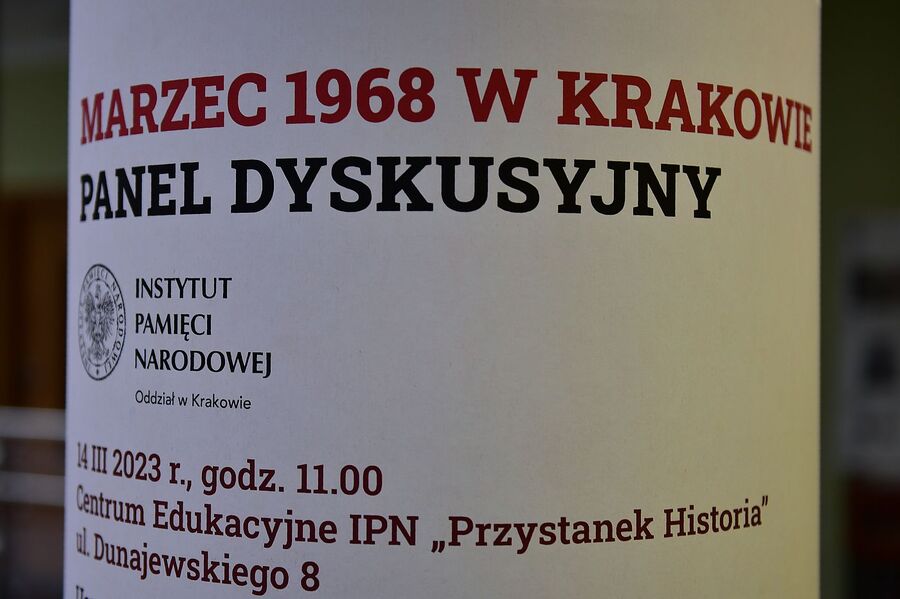 MARZEC 1968 W KRAKOWIE
PANEL DYSKUSYJNY
INSTYTUT
PAMIĘCI
NARODOWEJ
Oddział w Krakowie
14 III 2023 r., godz. 11.00
Centrum Edukacyjne IPN „Przystanek Historia”
ul. Dunajewskiego 8